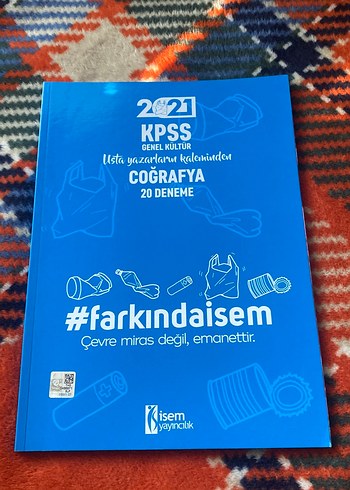 2021
KPSS
GENEL KÜLTÜR
Usta yazarların kaleminden
COĞRAFYA
20 DENEME
#farkındaisem
Çevre miras değil, emanettir.
isem
yayıncılık